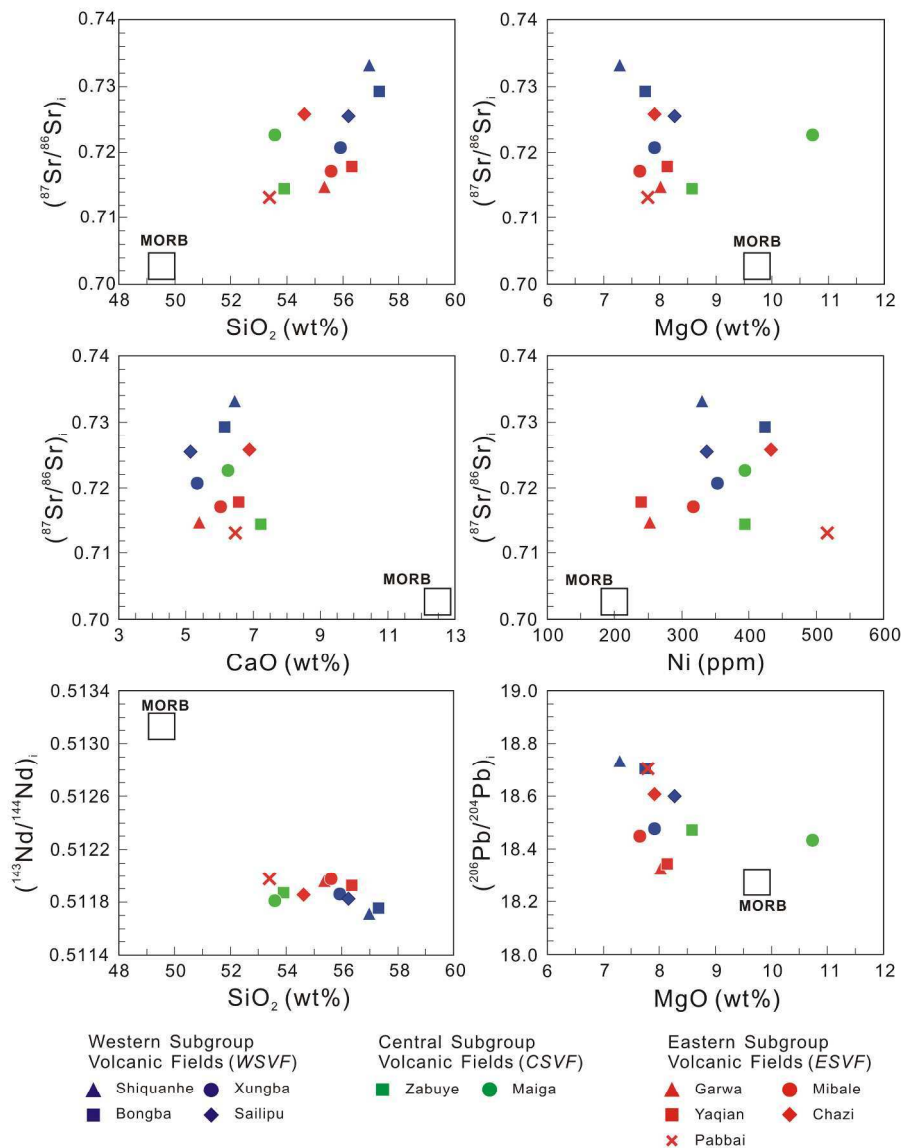 0.74
0.73
0.72
0.71
0.70
(⁸⁷Sr/⁸⁶Sr)ᵢ
MORB
48 50 52 54 56 58 60
SiO₂ (wt%)
0.74
0.73
0.72
0.71
0.70
(⁸⁷Sr/⁸⁶Sr)ᵢ
MORB
6 7 8 9 10 11 12
MgO (wt%)
0.74
0.73
0.72
0.71
0.70
(⁸⁷Sr/⁸⁶Sr)ᵢ
MORB
3 5 7 9 11 13
CaO (wt%)
0.74
0.73
0.72
0.71
0.70
(⁸⁷Sr/⁸⁶Sr)ᵢ
MORB
100 200 300 400 500 600
Ni (ppm)
0.5134
0.5130
0.5126
0.5122
0.5118
0.5114
(¹⁴³Nd/¹⁴⁴Nd)ᵢ
MORB
48 50 52 54 56 58 60
SiO₂ (wt%)
19.0
18.8
18.6
18.4
18.2
18.0
(²⁰⁶Pb/²⁰⁴Pb)ᵢ
MORB
6 7 8 9 10 11 12
MgO (wt%)
Western Subgroup
Volcanic Fields (WSVF)
Shiquanhe Xungba
Bongba Sailipu
Central Subgroup
Volcanic Fields (CSVF)
Zabuye Maiga
Eastern Subgroup
Volcanic Fields (ESVF)
Garwa Mibale
Yaqian Chazi
Pabbai